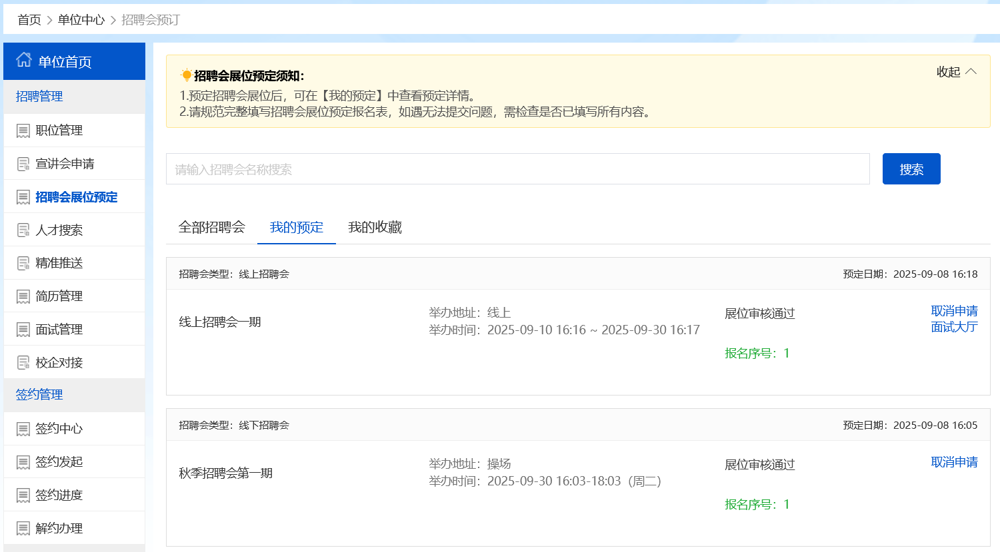 首页 > 单位中心 > 招聘会预订
单位首页
招聘管理
职位管理
宣讲会申请
招聘会展位预定
人才搜索
精准推送
简历管理
面试管理
校企对接
签约管理
签约中心
签约发起
签约进度
解约办理
招聘会展位预定须知：
收起
1.预定招聘会展位后，可在【我的预定】中查看预定详情。
2.请规范完整填写招聘会展位预定报名表，如遇无法提交问题，需检查是否已填写所有内容。
请输入招聘会名称搜索
搜索
全部招聘会 我的预定 我的收藏
招聘会类型：线上招聘会
预定日期：2025-09-08 16:18
线上招聘会一期
举办地址：线上
举办时间：2025-09-10 16:16 ~ 2025-09-30 16:17
展位审核通过
报名序号：1
取消申请
面试大厅
招聘会类型：线下招聘会
预定日期：2025-09-08 16:05
秋季招聘会第一期
举办地址：操场
举办时间：2025-09-30 16:03-18:03（周二）
展位审核通过
报名序号：1
取消申请